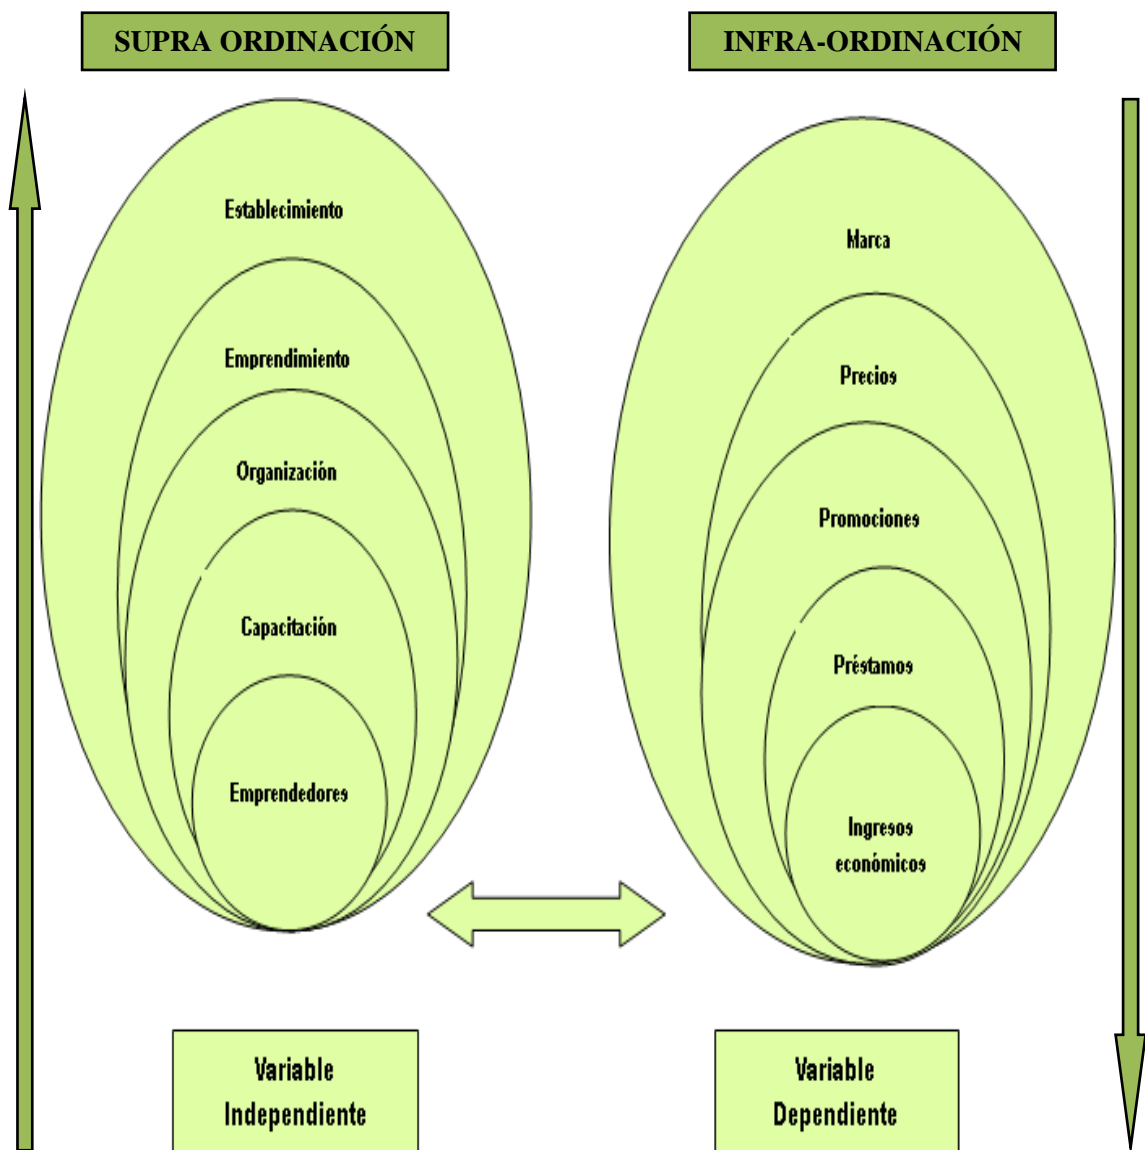 SUPRA ORDINACIÓN
Establecimiento
Emprendimiento
Organización
Capacitación
Emprendedores
Variable
Independiente
INFRA-ORDINACIÓN
Marca
Precios
Promociones
Préstamos
Ingresos
económicos
Variable
Dependiente